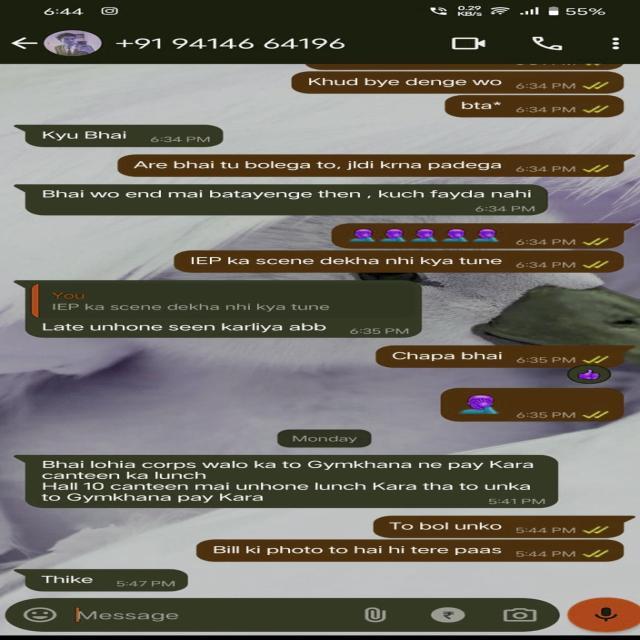 6:44
0.29 KB/s
55%
+91 94146 64196
Khud bye denge wo 6:34 PM
bta* 6:34 PM
Kyu Bhai 6:34 PM
Are bhai tu bolega to, jldi krna padega 6:34 PM
Bhai wo end mai batayenge then , kuch fayda nahi
6:34 PM
6:34 PM
IEP ka scene dekha nhi kya tune 6:34 PM
You
IEP ka scene dekha nhi kya tune
Late unhone seen karliya abb 6:35 PM
Chapa bhai 6:35 PM
6:35 PM
Monday
Bhai lohia corps walo ka to Gymkhana ne pay Kara
canteen ka lunch
Hall 10 canteen mai unhone lunch Kara tha to unka
to Gymkhana pay Kara 5:41 PM
To bol unko 5:44 PM
Bill ki photo to hai hi tere paas 5:44 PM
Thike 5:47 PM
Message
₹